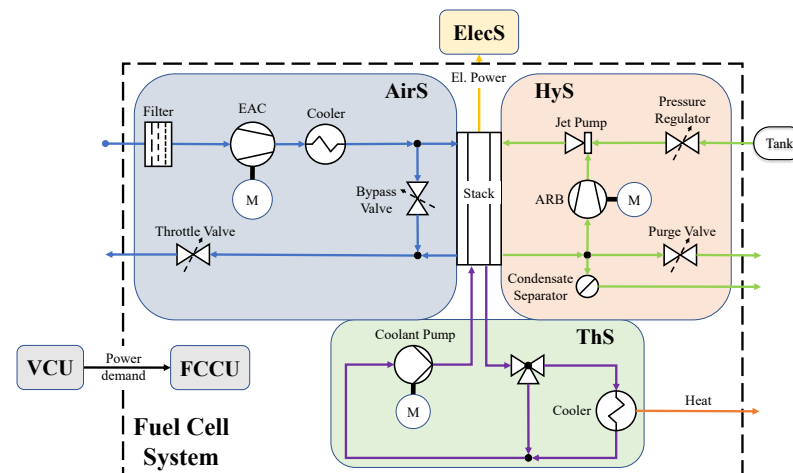 ElecS
El. Power
AirS
HyS
Filter
EAC
Cooler
Jet Pump
Pressure
Regulator
Tank
M
Bypass
Valve
Stack
ARB
M
Throttle Valve
Purge Valve
Condensate
Separator
ThS
Coolant Pump
M
Cooler
Heat
VCU
Power
demand
FCCU
Fuel Cell
System